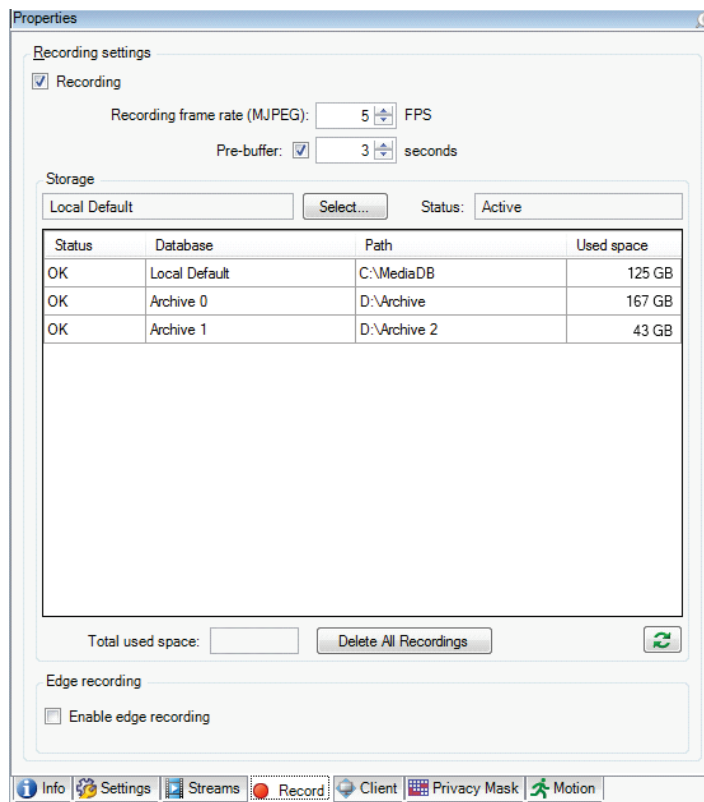 Properties
Recording settings
Recording
Recording frame rate (MJPEG): 5 FPS
Pre-buffer: 3 seconds
Storage
Local Default Select... Status: Active
Status Database Path Used space
OK Local Default C:\MediaDB 125 GB
OK Archive 0 D:\Archive 167 GB
OK Archive 1 D:\Archive 2 43 GB
Total used space: Delete All Recordings
Edge recording
Enable edge recording
Info Settings Streams Record Client Privacy Mask Motion